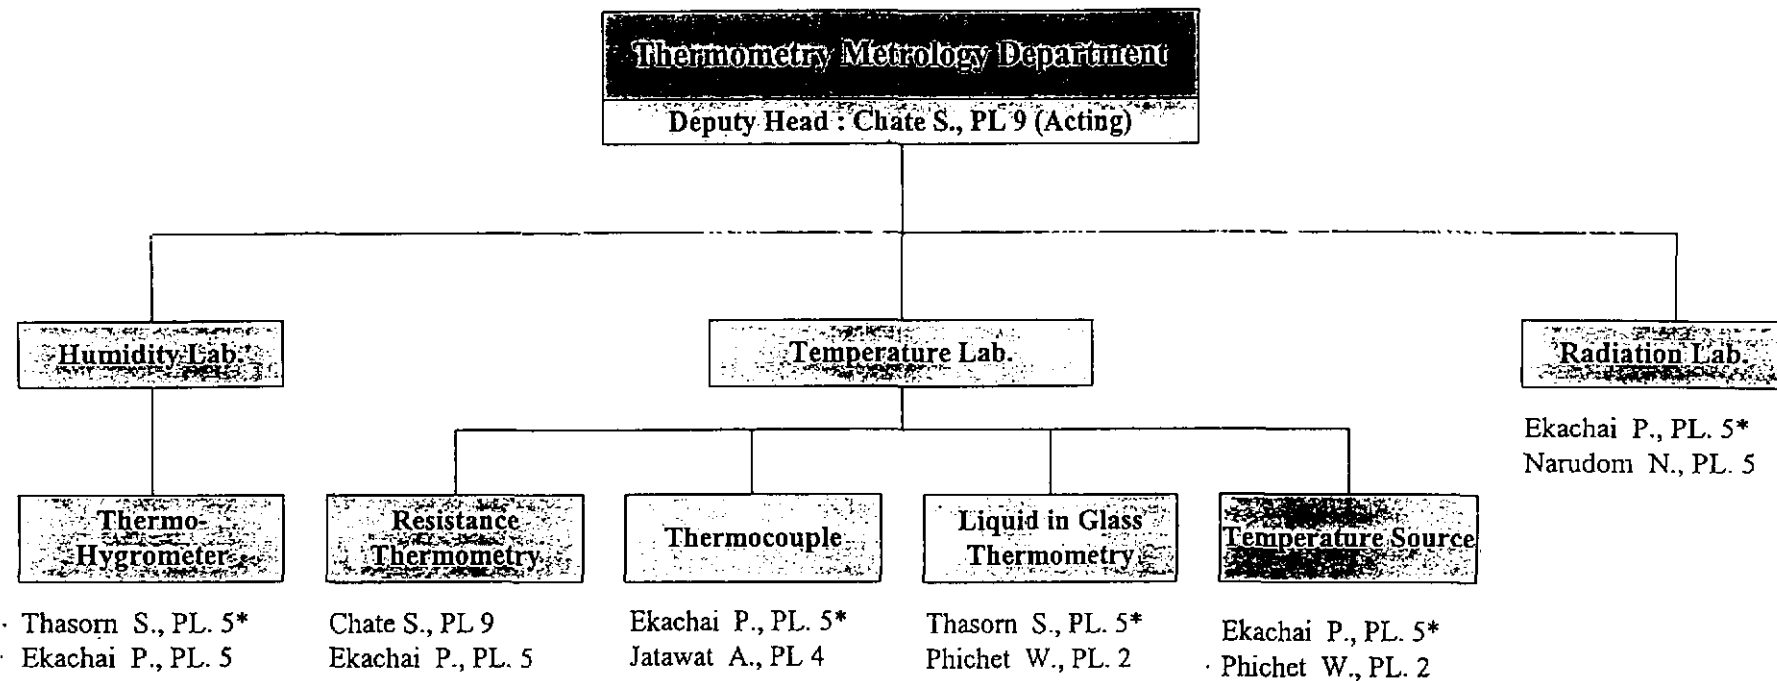 Thermometry Metrology Department
Deputy Head : Chate S., PL 9 (Acting)
Humidity Lab.
Temperature Lab.
Radiation Lab.
Ekachai P., PL. 5*
Narudom N., PL. 5
Thermo-
Hygrometer
Resistance
Thermometry
Thermocouple
Liquid in Glass
Thermometry
Temperature Source
Thasorn S., PL. 5*
Ekachai P., PL. 5
Chate S., PL 9
Ekachai P., PL. 5
Ekachai P., PL. 5*
Jatawat A., PL 4
Thasorn S., PL. 5*
Phichet W., PL. 2
Ekachai P., PL. 5*
Phichet W., PL. 2